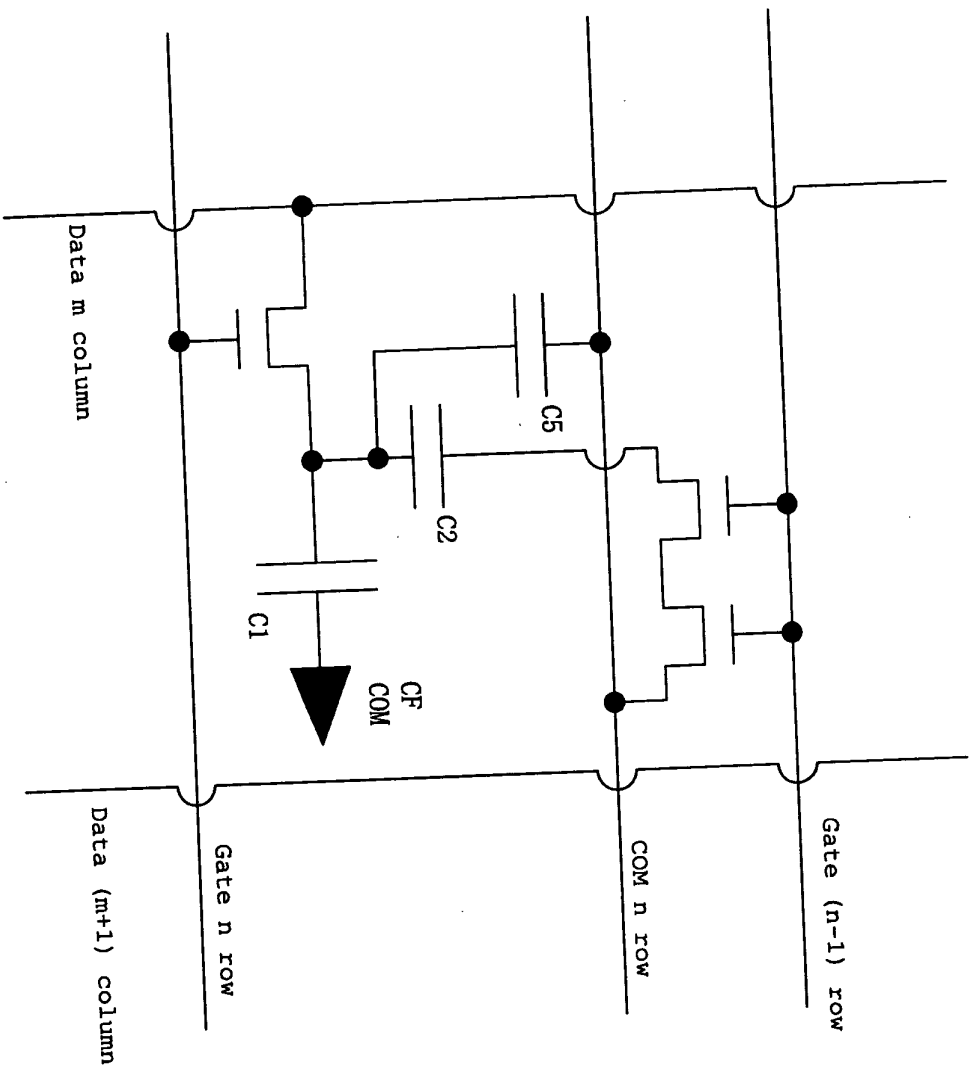 Gate (n-1) row
COM n row
C5
C2
CF
COM
C1
Gate n row
Data m column
Data (m+1) column